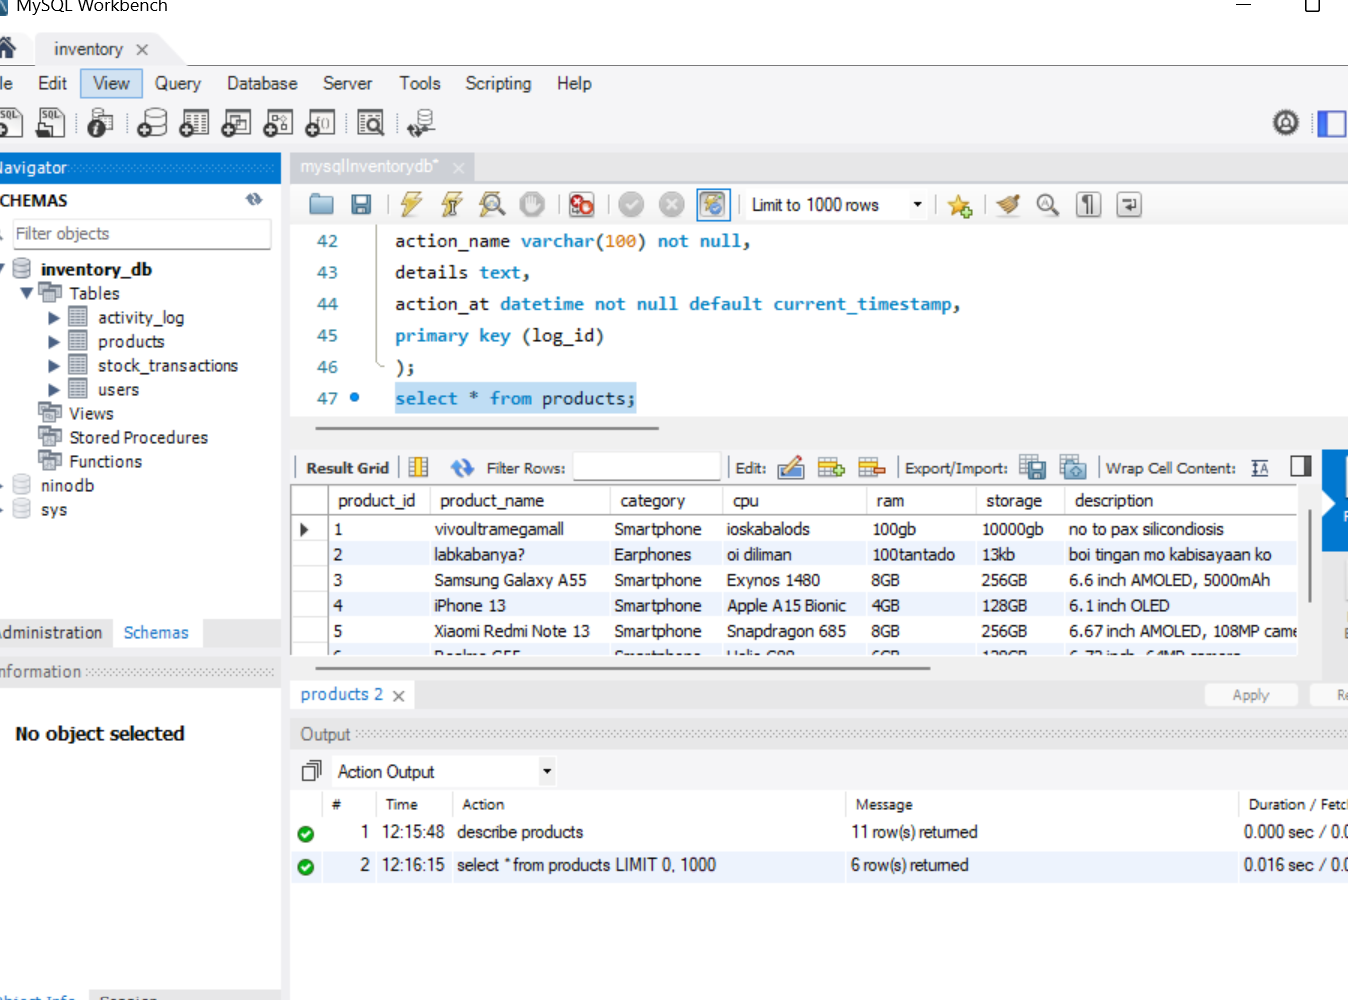 MySQL Workbench
inventory
le Edit View Query Database Server Tools Scripting Help
Navigator
CHEMAS
Filter objects
inventory_db
Tables
activity_log
products
stock_transactions
users
Views
Stored Procedures
Functions
ninodb
sys
dministration Schemas
nformation
No object selected
mysqlInventorydb*
Limit to 1000 rows
42 action_name varchar(100) not null,
43 details text,
44 action_at datetime not null default current_timestamp,
45 primary key (log_id)
46 );
47 select * from products;
Result Grid Filter Rows: Edit: Export/Import: Wrap Cell Content:
product_id product_name category cpu ram storage description
1 vivoultramegamall Smartphone ioskabalods 100gb 10000gb no to pax silicondiosis
2 labkabanya? Earphones oi diliman 100tantado 13kb boi tingan mo kabisayaan ko
3 Samsung Galaxy A55 Smartphone Exynos 1480 8GB 256GB 6.6 inch AMOLED, 5000mAh
4 iPhone 13 Smartphone Apple A15 Bionic 4GB 128GB 6.1 inch OLED
5 Xiaomi Redmi Note 13 Smartphone Snapdragon 685 8GB 256GB 6.67 inch AMOLED, 108MP came
products 2
Apply Re
Output
Action Output
# Time Action Message Duration / Fetc
1 12:15:48 describe products 11 row(s) returned 0.000 sec / 0.0
2 12:16:15 select * from products LIMIT 0, 1000 6 row(s) returned 0.016 sec / 0.0